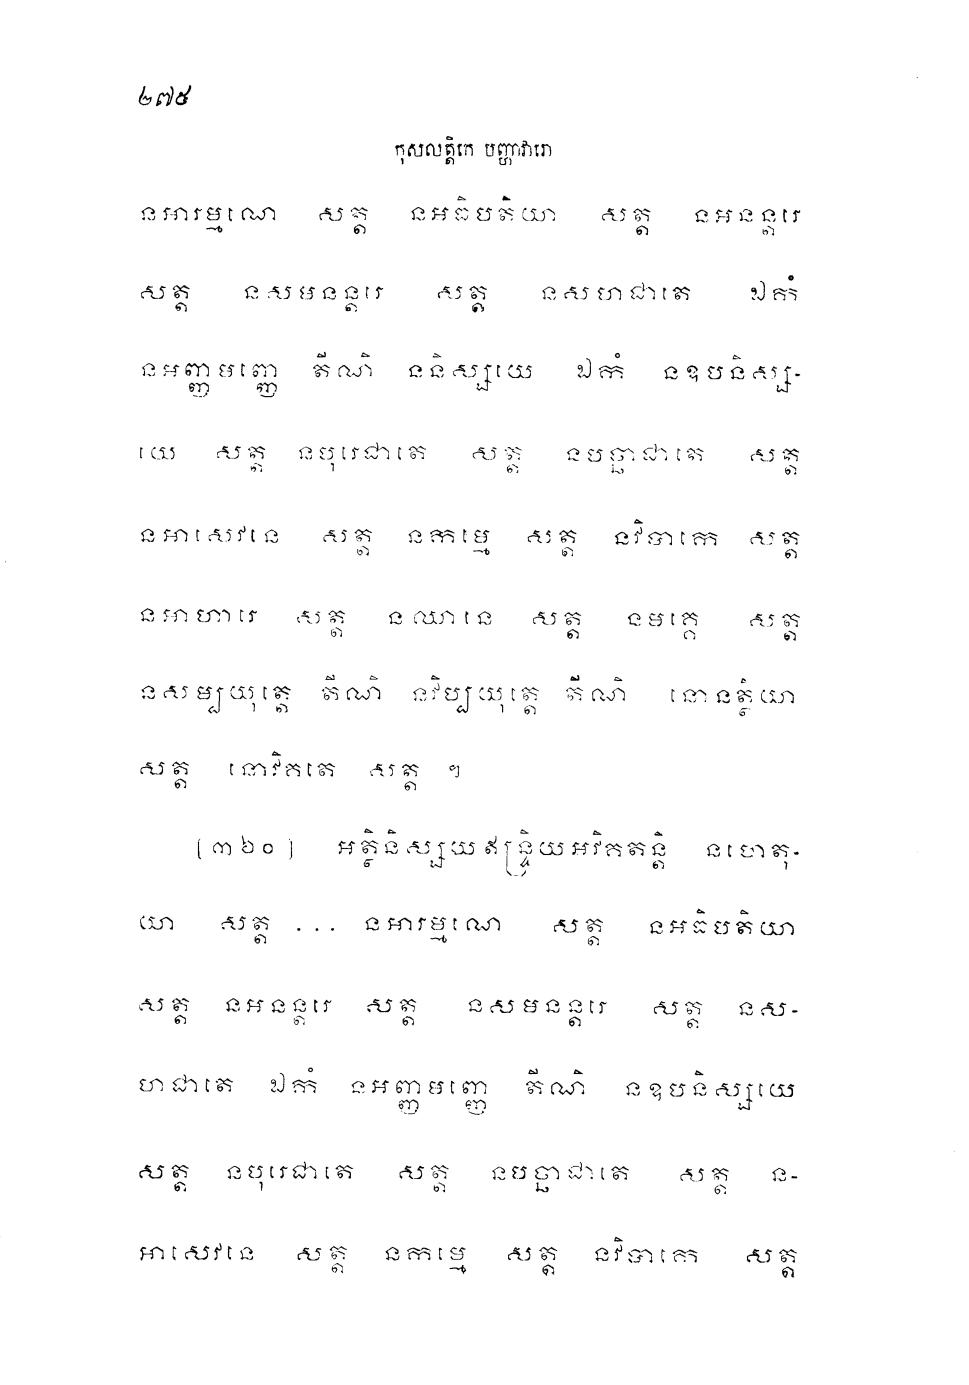 ២៧៥
កុសលត្តិកេ បញ្ហាវារោ
នអារម្មណេ សត្ត នអធិបតិយា សត្ត នអនន្តរេ
សត្ត នសមនន្តរេ សត្ត នសហជាតេ ឯកំ
នអញ្ញមញ្ញេ តីណិ ននិស្សយេ ឯកំ នឧបនិស្ស-
យេ សត្ត នបុរេជាតេ សត្ត នបច្ឆាជាតេ សត្ត
នអាសេវនេ សត្ត នកម្មេ សត្ត នវិបាកេ សត្ត
នអាហារេ សត្ត នឈានេ សត្ត នមគ្គេ សត្ត
នសម្បយុត្តេ តីណិ នវិប្បយុត្តេ តីណិ នោនត្ថិយា
សត្ត នោវិគតេ សត្ត ។
[៣៦០] អត្ថិនិស្សយឥន្ទ្រិយអវិគតន្តិ នហេតុ-
យា សត្ត ... នអារម្មណេ សត្ត នអធិបតិយា
សត្ត នអនន្តរេ សត្ត នសមនន្តរេ សត្ត នស-
ហជាតេ ឯកំ នអញ្ញមញ្ញេ តីណិ នឧបនិស្សយេ
សត្ត នបុរេជាតេ សត្ត នបច្ឆាជាតេ សត្ត ន-
អាសេវនេ សត្ត នកម្មេ សត្ត នវិបាកេ សត្ត